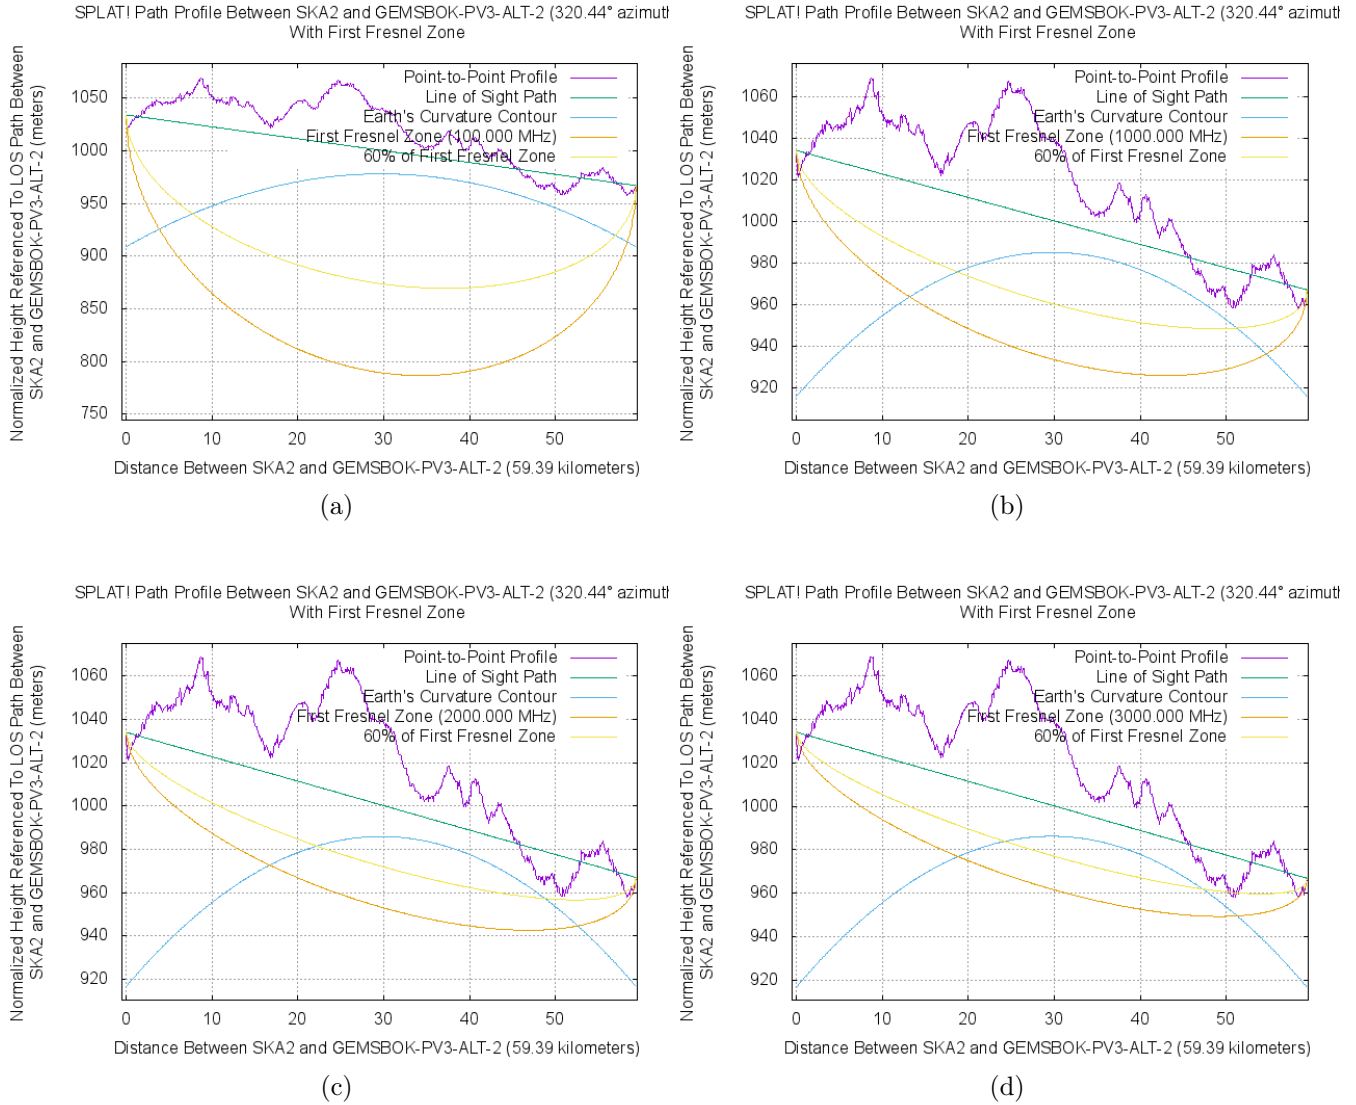 SPLAT! Path Profile Between SKA2 and GEMSBOK-PV3-ALT-2 (320.44° azimuth
With First Fresnel Zone
Normalized Height Referenced To LOS Path Between
SKA2 and GEMSBOK-PV3-ALT-2 (meters)
1050
1000
950
900
850
800
750
Point-to-Point Profile
Line of Sight Path
Earth's Curvature Contour
First Fresnel Zone (100.000 MHz)
60% of First Fresnel Zone
0 10 20 30 40 50
Distance Between SKA2 and GEMSBOK-PV3-ALT-2 (59.39 kilometers)
(a)
SPLAT! Path Profile Between SKA2 and GEMSBOK-PV3-ALT-2 (320.44° azimuth
With First Fresnel Zone
Normalized Height Referenced To LOS Path Between
SKA2 and GEMSBOK-PV3-ALT-2 (meters)
1060
1040
1020
1000
980
960
940
920
Point-to-Point Profile
Line of Sight Path
Earth's Curvature Contour
First Fresnel Zone (1000.000 MHz)
60% of First Fresnel Zone
0 10 20 30 40 50
Distance Between SKA2 and GEMSBOK-PV3-ALT-2 (59.39 kilometers)
(b)
SPLAT! Path Profile Between SKA2 and GEMSBOK-PV3-ALT-2 (320.44° azimuth
With First Fresnel Zone
Normalized Height Referenced To LOS Path Between
SKA2 and GEMSBOK-PV3-ALT-2 (meters)
1060
1040
1020
1000
980
960
940
920
Point-to-Point Profile
Line of Sight Path
Earth's Curvature Contour
First Fresnel Zone (2000.000 MHz)
60% of First Fresnel Zone
0 10 20 30 40 50
Distance Between SKA2 and GEMSBOK-PV3-ALT-2 (59.39 kilometers)
(c)
SPLAT! Path Profile Between SKA2 and GEMSBOK-PV3-ALT-2 (320.44° azimuth
With First Fresnel Zone
Normalized Height Referenced To LOS Path Between
SKA2 and GEMSBOK-PV3-ALT-2 (meters)
1060
1040
1020
1000
980
960
940
920
Point-to-Point Profile
Line of Sight Path
Earth's Curvature Contour
First Fresnel Zone (3000.000 MHz)
60% of First Fresnel Zone
0 10 20 30 40 50
Distance Between SKA2 and GEMSBOK-PV3-ALT-2 (59.39 kilometers)
(d)